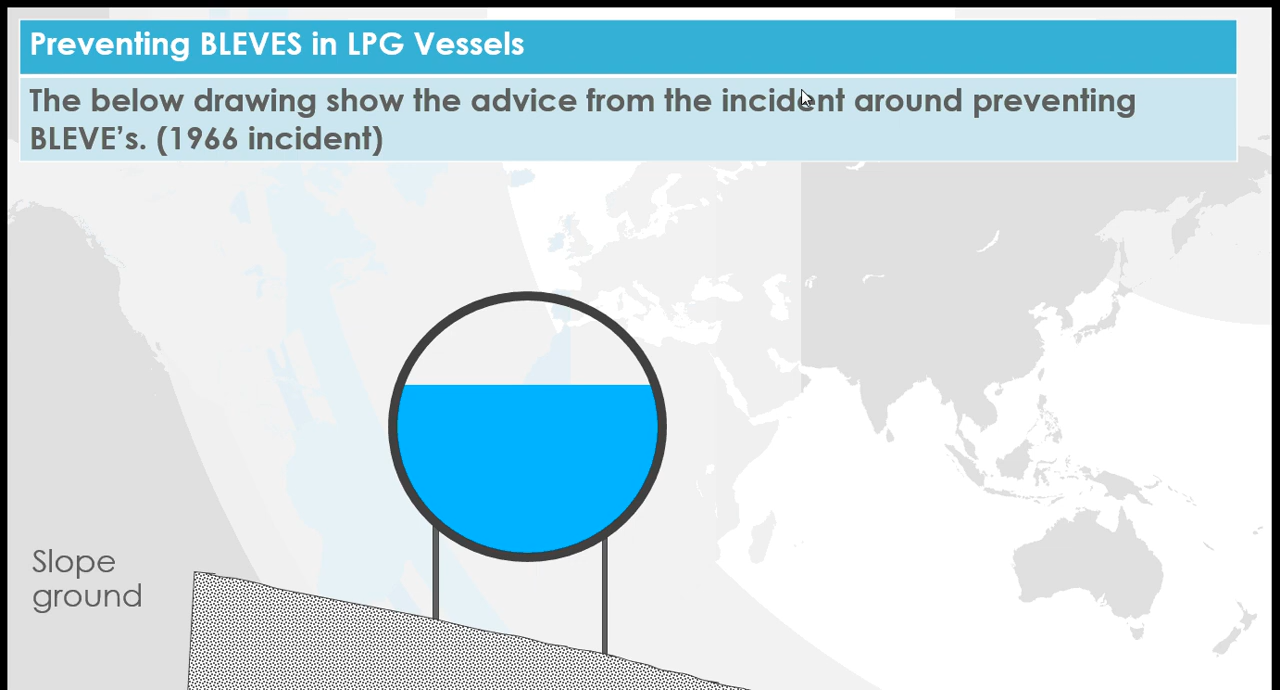 Preventing BLEVES in LPG Vessels
The below drawing show the advice from the incident around preventing
BLEVE’s. (1966 incident)
Slope
ground